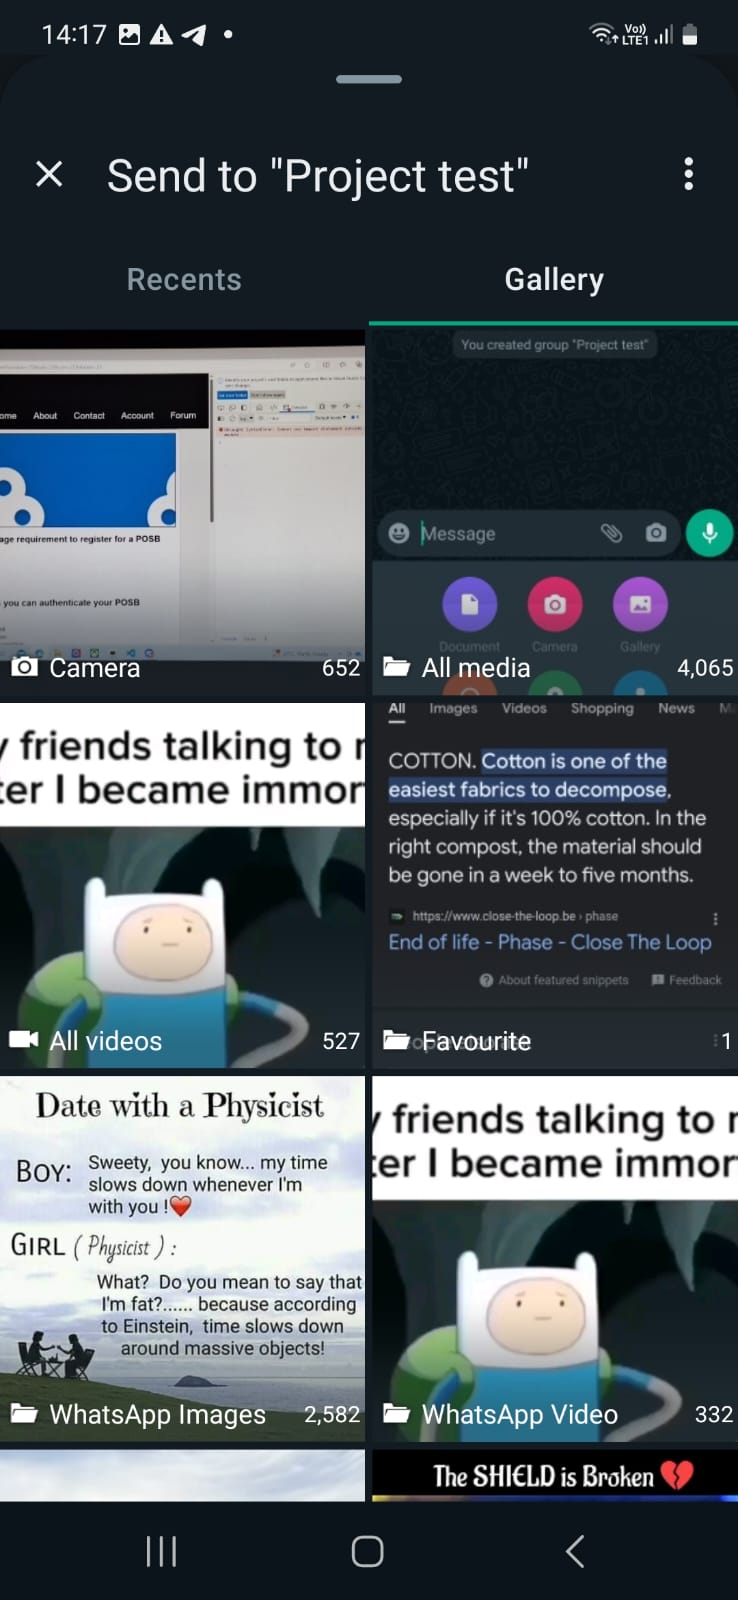 14:17
Vo))
LTE1
Send to "Project test"
Recents
Gallery
ome About Contact Account Forum
age requirement to register for a POSB
you can authenticate your POSB
Camera 652
You created group "Project test"
Message
Document Camera Gallery
All media 4,065
y friends talking to
ter I became immor
All videos 527
All Images Videos Shopping News M
COTTON. Cotton is one of the
easiest fabrics to decompose,
especially if it's 100% cotton. In the
right compost, the material should
be gone in a week to five months.
https://www.close-the-loop.be › phase
End of life - Phase - Close The Loop
About featured snippets Feedback
Favourite 1
Date with a Physicist
BOY: Sweety, you know... my time
slows down whenever I'm
with you !❤️
GIRL ( Physicist ) :
What? Do you mean to say that
I'm fat?...... because according
to Einstein, time slows down
around massive objects!
WhatsApp Images 2,582
y friends talking to
ter I became immor
WhatsApp Video 332
The SHIELD is Broken 💔